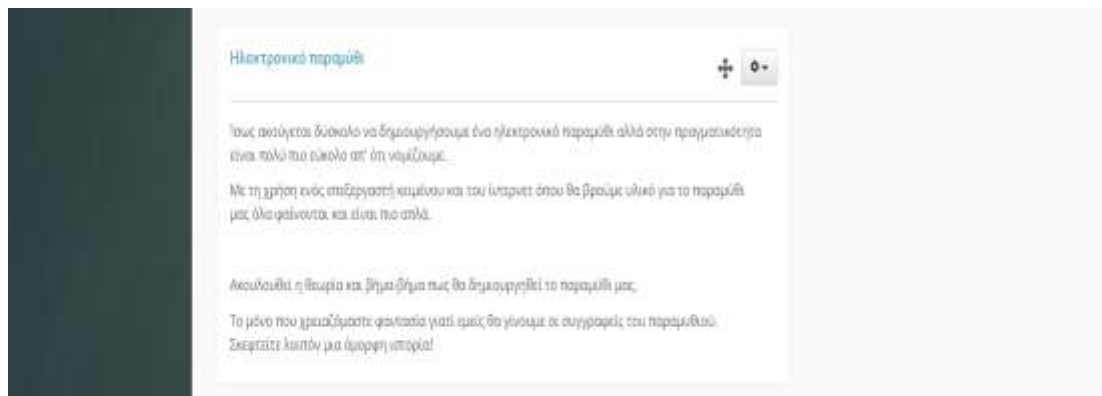 Ηλεκτρονικό παραμύθι
Ίσως ακούγεται δύσκολο να δημιουργήσουμε ένα ηλεκτρονικό παραμύθι αλλά στην πραγματικότητα
είναι πολύ πιο εύκολο απ' ότι νομίζουμε.
Με τη χρήση ενός επεξεργαστή κειμένου και του ίντερνετ όπου θα βρούμε υλικό για το παραμύθι
μας όλα φαίνονται και είναι πιο απλά.
Ακουλουθεί η θεωρία και βήμα-βήμα πως θα δημιουργηθεί το παραμύθι μας.
Το μόνο που χρειαζόμαστε φαντασία γιατί εμείς θα γίνουμε οι συγγραφείς του παραμυθιού.
Σκεφτείτε λοιπόν μια όμορφη ιστορία!